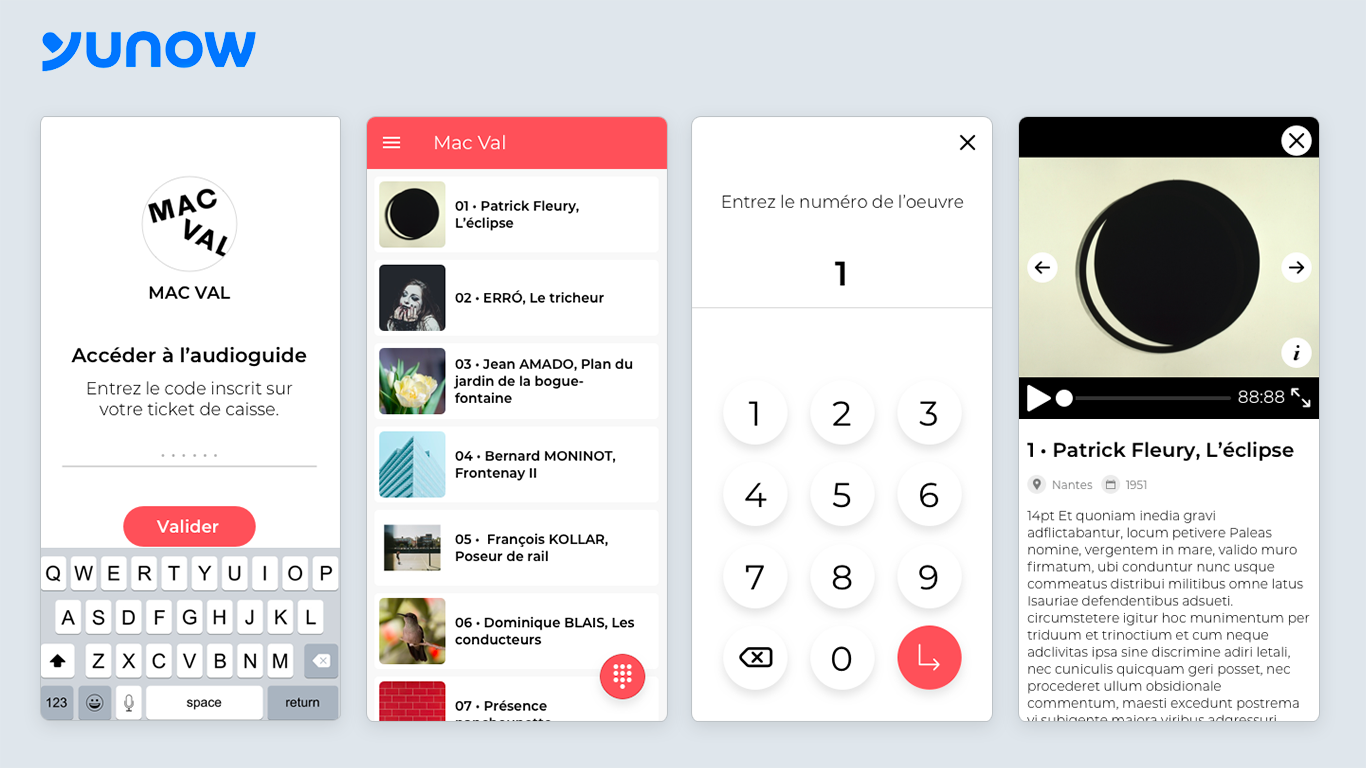 yunow
MAC
VAL
MAC VAL
Accéder à l’audioguide
Entrez le code inscrit sur
votre ticket de caisse.
......
Valider
Q W E R T Y U I O P
A S D F G H J K L
Z X C V B N M
123 space return
Mac Val
01 • Patrick Fleury,
L’éclipse
02 • ERRÓ, Le tricheur
03 • Jean AMADO, Plan du
jardin de la bogue-
fontaine
04 • Bernard MONINOT,
Frontenay II
05 •  François KOLLAR,
Poseur de rail
06 • Dominique BLAIS, Les
conducteurs
07 • Présence
panchounette
Entrez le numéro de l’oeuvre
1
1 2 3
4 5 6
7 8 9
0
i
88:88
1 • Patrick Fleury, L’éclipse
Nantes 1951
14pt Et quoniam inedia gravi
adflictabantur, locum petivere Paleas
nomine, vergentem in mare, valido muro
firmatum, ubi conduntur nunc usque
commeatus distribui militibus omne latus
Isauriae defendentibus adsueti.
circumstetere igitur hoc munimentum per
triduum et trinoctium et cum neque
adclivitas ipsa sine discrimine adiri letali,
nec cuniculis quicquam geri posset, nec
procederet ullum obsidionale
commentum, maesti excedunt postrema
vi subigente maiora viribus adgressuri